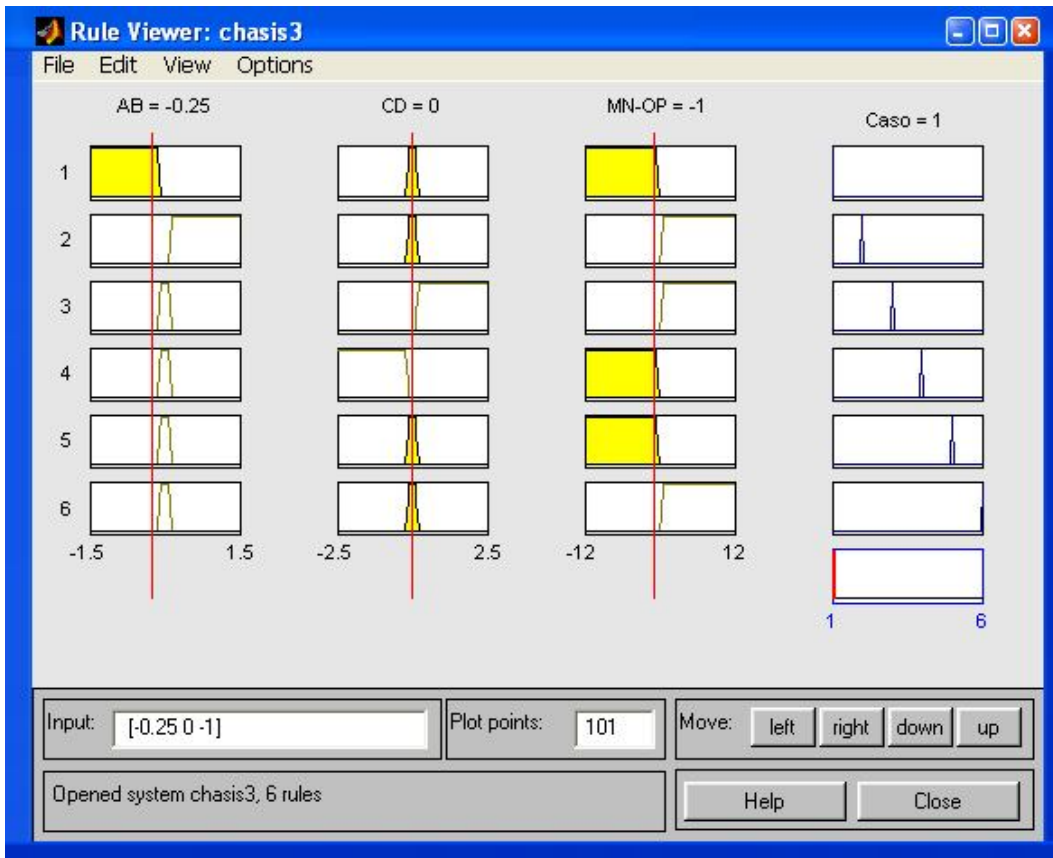 Rule Viewer: chasis3
File Edit View Options
AB = -0.25 CD = 0 MN-OP = -1 Caso = 1
1
2
3
4
5
6
-1.5 1.5 -2.5 2.5 -12 12
1 6
Input: [-0.25 0 -1] Plot points: 101 Move: left right down up
Opened system chasis3, 6 rules Help Close